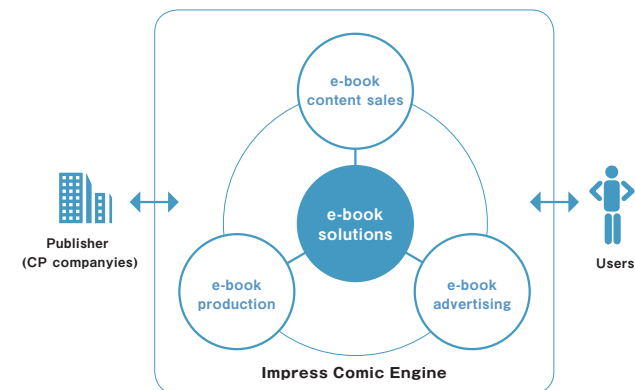 e-book
content sales
e-book
solutions
Publisher
(CP companyies)
Users
e-book
production
e-book
advertising
Impress Comic Engine